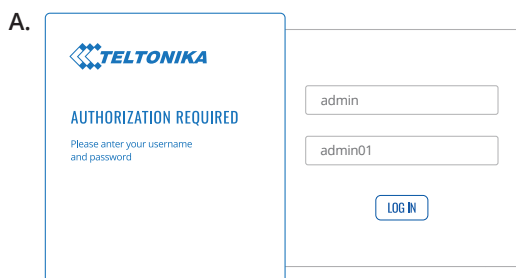 A.
TELTONIKA
AUTHORIZATION REQUIRED
Please anter your username
and password
admin
admin01
LOG IN